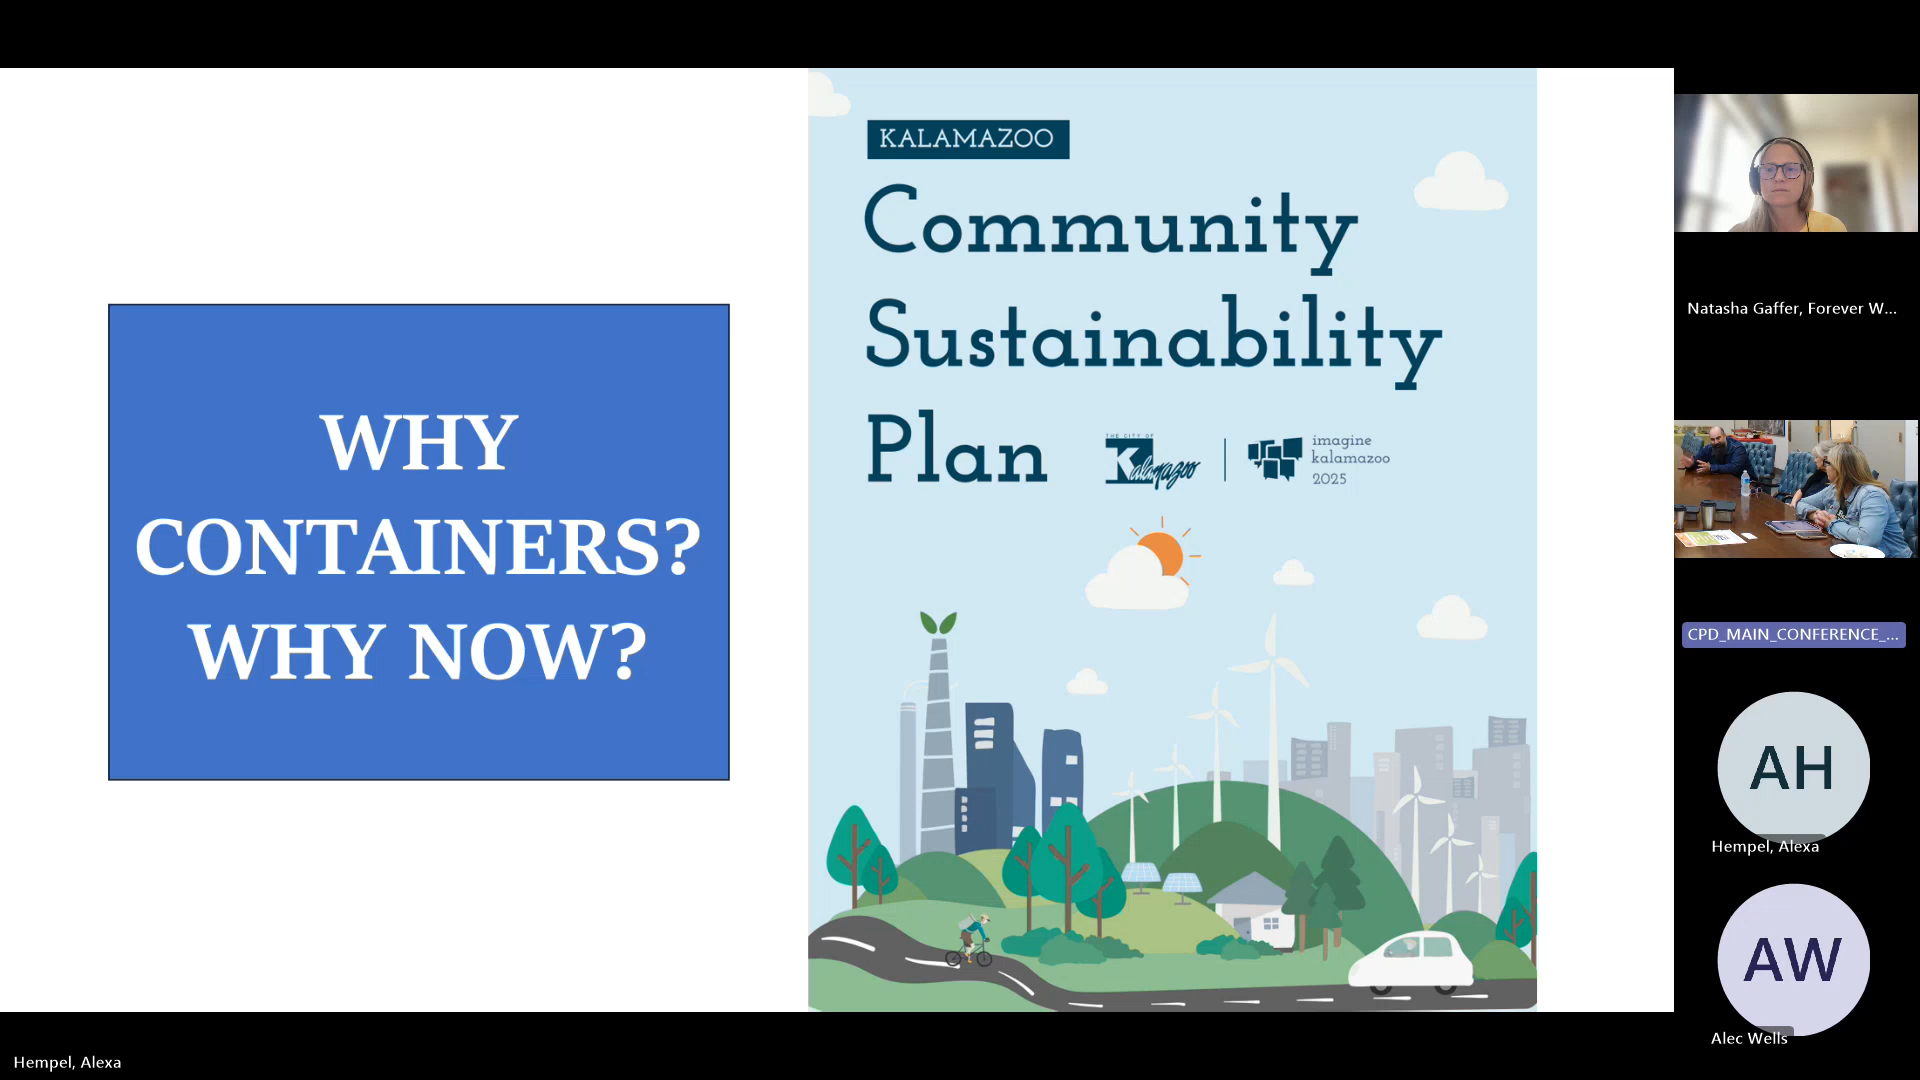 WHY
CONTAINERS?
WHY NOW?
KALAMAZOO
Community
Sustainability
Plan
THE CITY OF
Kalamazoo
imagine
kalamazoo
2025
Natasha Gaffer, Forever W...
CPD_MAIN_CONFERENCE_...
AH
Hempel, Alexa
AW
Alec Wells
Hempel, Alexa